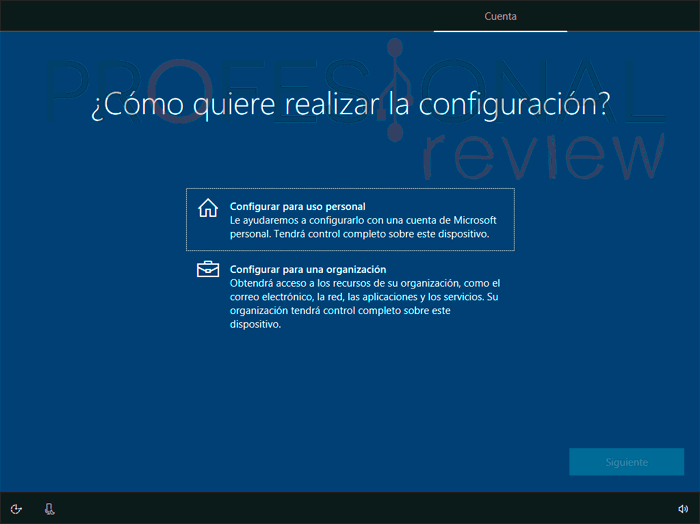 Cuenta
PROFESIONAL
review
¿Cómo quiere realizar la configuración?
Configurar para uso personal
Le ayudaremos a configurarlo con una cuenta de Microsoft
personal. Tendrá control completo sobre este dispositivo.
Configurar para una organización
Obtendrá acceso a los recursos de su organización, como el
correo electrónico, la red, las aplicaciones y los servicios. Su
organización tendrá control completo sobre este
dispositivo.
Siguiente